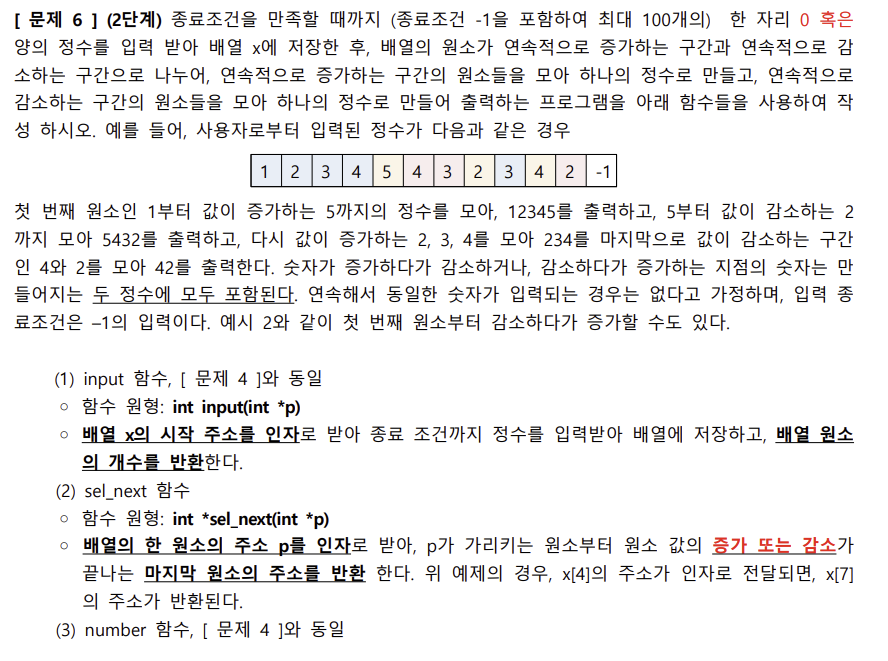 [ 문제 6 ] (2단계) 종료조건을 만족할 때까지 (종료조건 -1을 포함하여 최대 100개의) 한 자리 0 혹은
양의 정수를 입력 받아 배열 x에 저장한 후, 배열의 원소가 연속적으로 증가하는 구간과 연속적으로 감
소하는 구간으로 나누어, 연속적으로 증가하는 구간의 원소들을 모아 하나의 정수로 만들고, 연속적으로
감소하는 구간의 원소들을 모아 하나의 정수로 만들어 출력하는 프로그램을 아래 함수들을 사용하여 작
성 하시오. 예를 들어, 사용자로부터 입력된 정수가 다음과 같은 경우
1 2 3 4 5 4 3 2 3 4 2 -1
첫 번째 원소인 1부터 값이 증가하는 5까지의 정수를 모아, 12345를 출력하고, 5부터 값이 감소하는 2
까지 모아 5432를 출력하고, 다시 값이 증가하는 2, 3, 4를 모아 234를 마지막으로 값이 감소하는 구간
인 4와 2를 모아 42를 출력한다. 숫자가 증가하다가 감소하거나, 감소하다가 증가하는 지점의 숫자는 만
들어지는 두 정수에 모두 포함된다. 연속해서 동일한 숫자가 입력되는 경우는 없다고 가정하며, 입력 종
료조건은 –1의 입력이다. 예시 2와 같이 첫 번째 원소부터 감소하다가 증가할 수도 있다.
(1) input 함수, [ 문제 4 ]와 동일
○ 함수 원형: int input(int *p)
○ 배열 x의 시작 주소를 인자로 받아 종료 조건까지 정수를 입력받아 배열에 저장하고, 배열 원소
의 개수를 반환한다.
(2) sel_next 함수
○ 함수 원형: int *sel_next(int *p)
○ 배열의 한 원소의 주소 p를 인자로 받아, p가 가리키는 원소부터 원소 값의 증가 또는 감소가
끝나는 마지막 원소의 주소를 반환 한다. 위 예제의 경우, x[4]의 주소가 인자로 전달되면, x[7]
의 주소가 반환된다.
(3) number 함수, [ 문제 4 ]와 동일